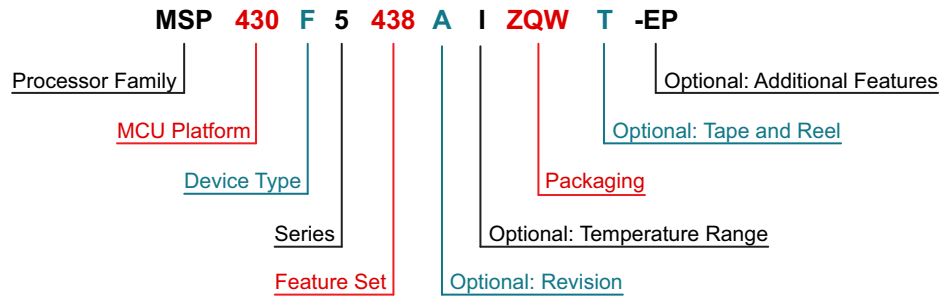 MSP 430 F 5 438 A I ZQW T -EP
Processor Family
Optional: Additional Features
MCU Platform
Optional: Tape and Reel
Device Type
Packaging
Series
Optional: Temperature Range
Feature Set
Optional: Revision